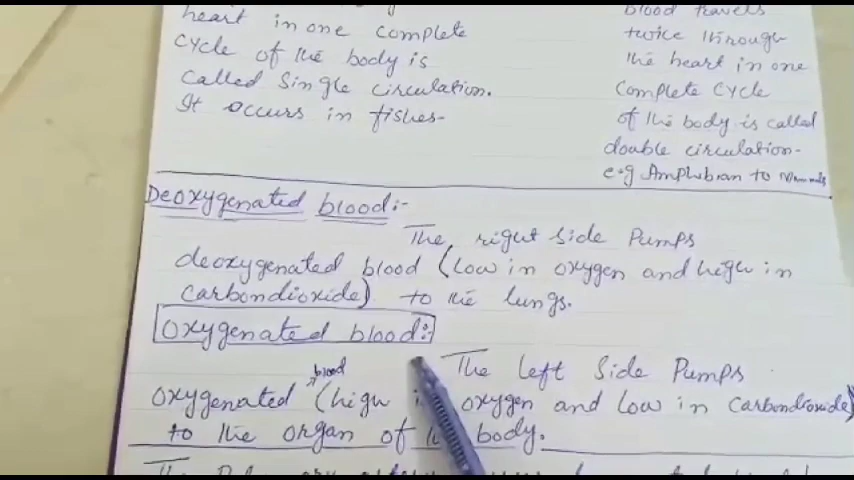 heart in one complete
cycle of the body is
called Single circulation.
It occurs in fishes-
blood travels
twice through
the heart in one
complete cycle
of the body is called
double circulation-
e.g Amphibian to
Deoxygenated blood:-
The right side Pumps
deoxygenated blood (Low in oxygen and high in
carbondioxide) to the lungs.
Oxygenated blood:-
The Left Side Pumps
blood
oxygenated (high in oxygen and Low in carbondioxide)
to the organ of the body.
The